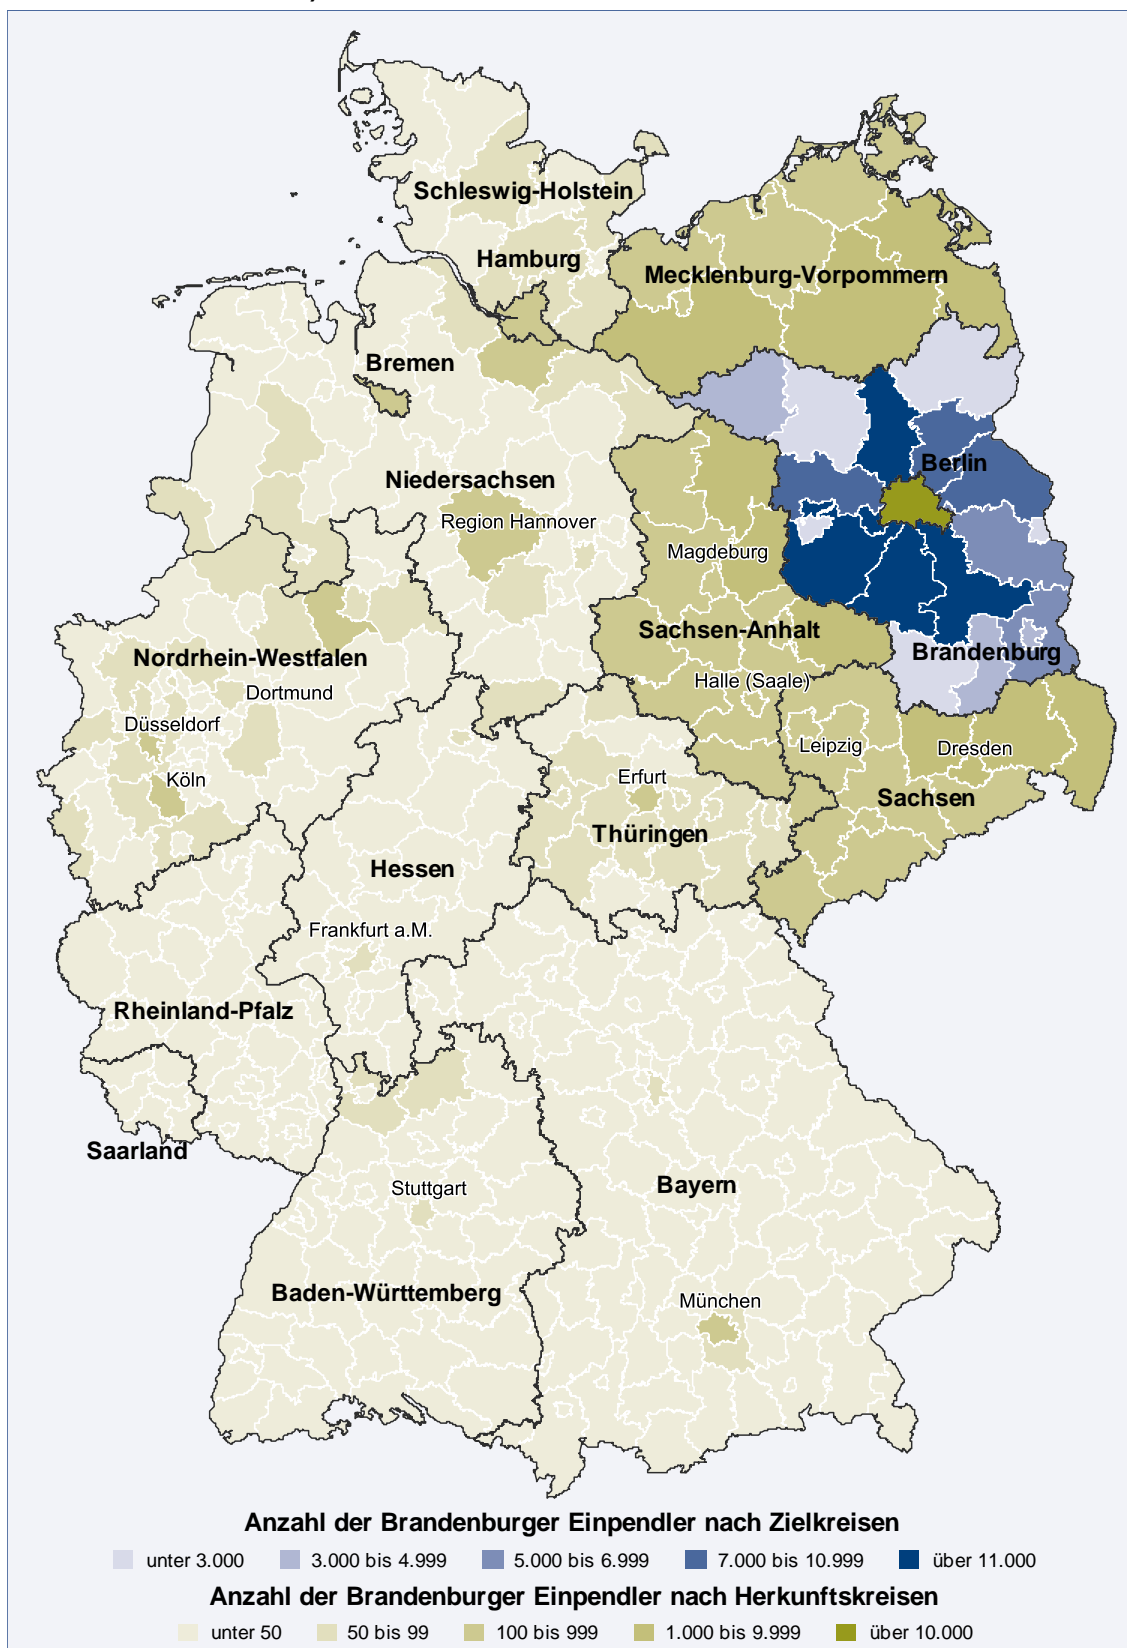 Schleswig-Holstein
Hamburg
Mecklenburg-Vorpommern
Bremen
Berlin
Niedersachsen
Region Hannover
Magdeburg
Sachsen-Anhalt
Brandenburg
Nordrhein-Westfalen
Halle (Saale)
Dortmund
Düsseldorf
Leipzig
Dresden
Köln
Erfurt
Sachsen
Thüringen
Hessen
Frankfurt a.M.
Rheinland-Pfalz
Saarland
Bayern
Stuttgart
Baden-Württemberg
München
Anzahl der Brandenburger Einpendler nach Zielkreisen
unter 3.000 3.000 bis 4.999 5.000 bis 6.999 7.000 bis 10.999 über 11.000
Anzahl der Brandenburger Einpendler nach Herkunftskreisen
unter 50 50 bis 99 100 bis 999 1.000 bis 9.999 über 10.000